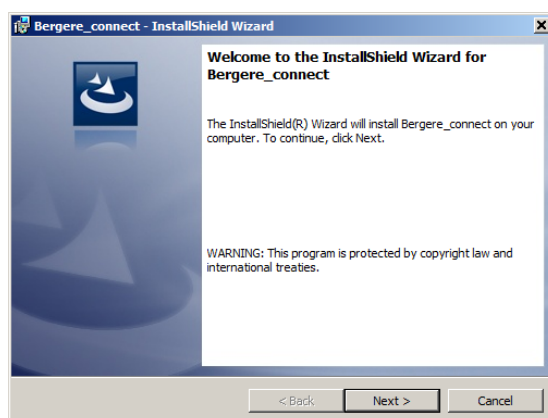 Bergere_connect - InstallShield Wizard
Welcome to the InstallShield Wizard for
Bergere_connect
The InstallShield(R) Wizard will install Bergere_connect on your
computer. To continue, click Next.
WARNING: This program is protected by copyright law and
international treaties.
< Back
Next >
Cancel